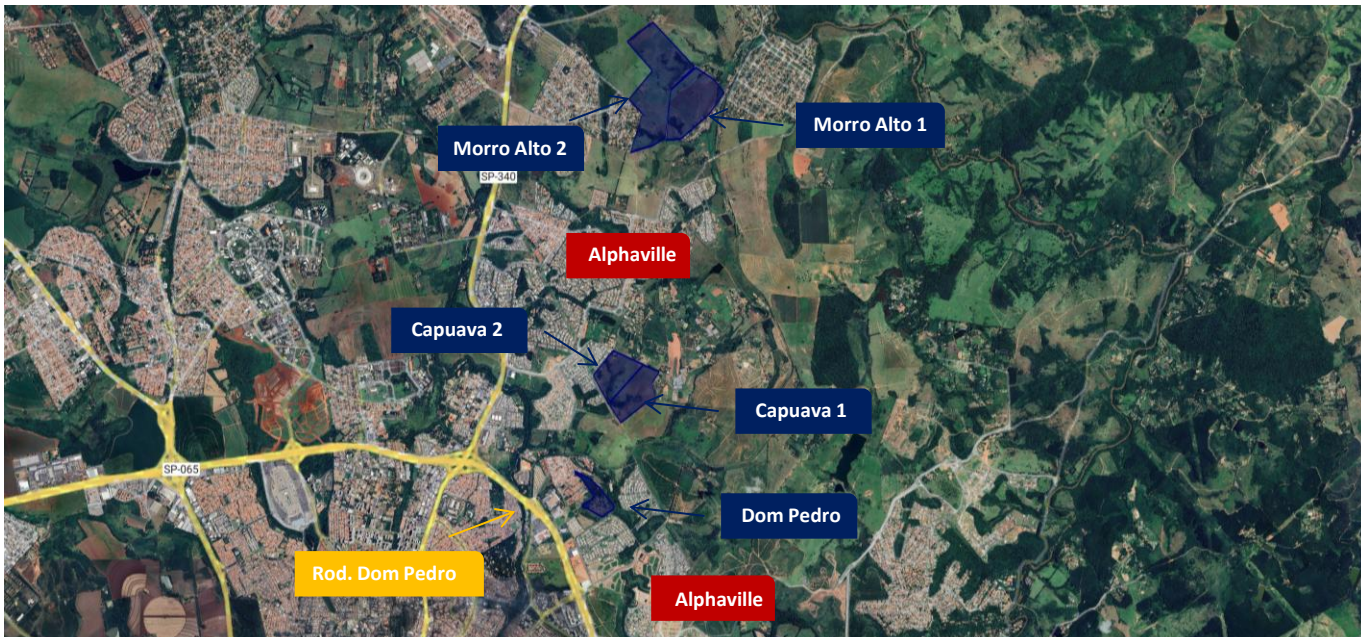 Morro Alto 1
Morro Alto 2
SP-340
Alphaville
Capuava 2
Capuava 1
SP-065
Dom Pedro
Rod. Dom Pedro
Alphaville